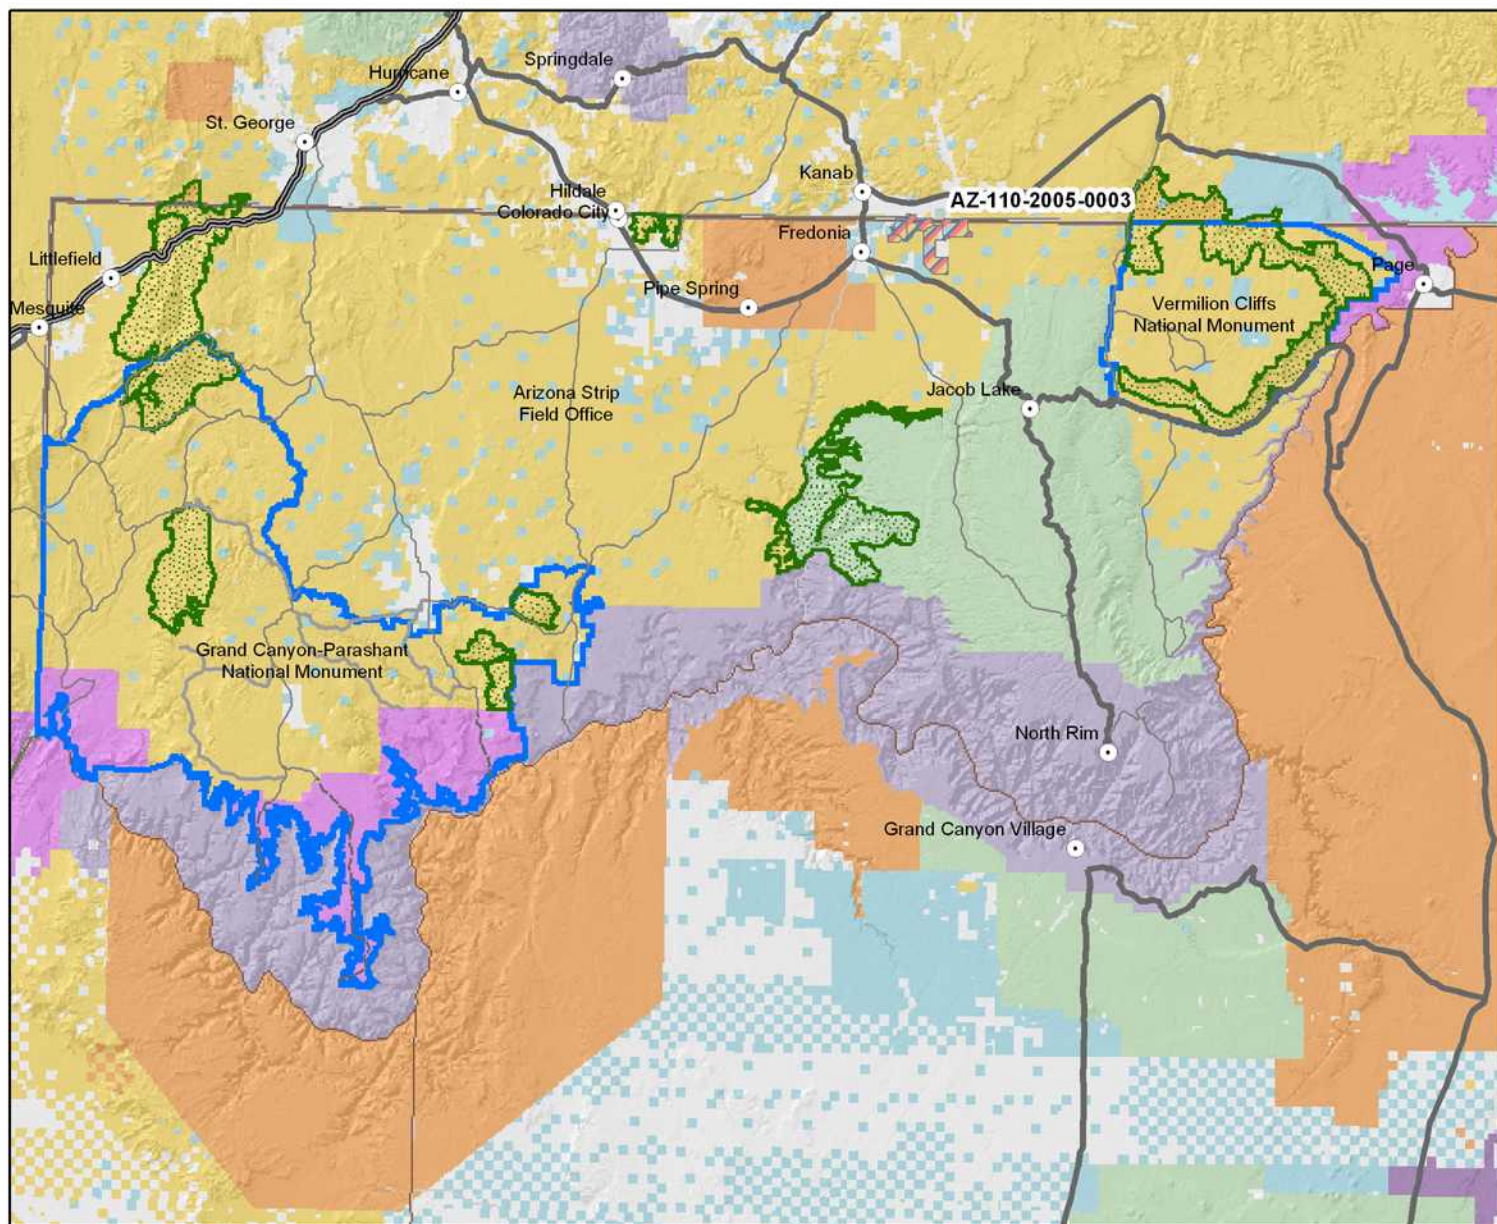 Springdale
Hurricane
St. George
Kanab
Hildale
AZ-110-2005-0003
Colorado City
Fredonia
Littlefield
Page
Pipe Spring
Mesquite
Vermilion Cliffs
National Monument
Arizona Strip
Field Office
Jacob Lake
Grand Canyon-Parashant
National Monument
North Rim
Grand Canyon Village